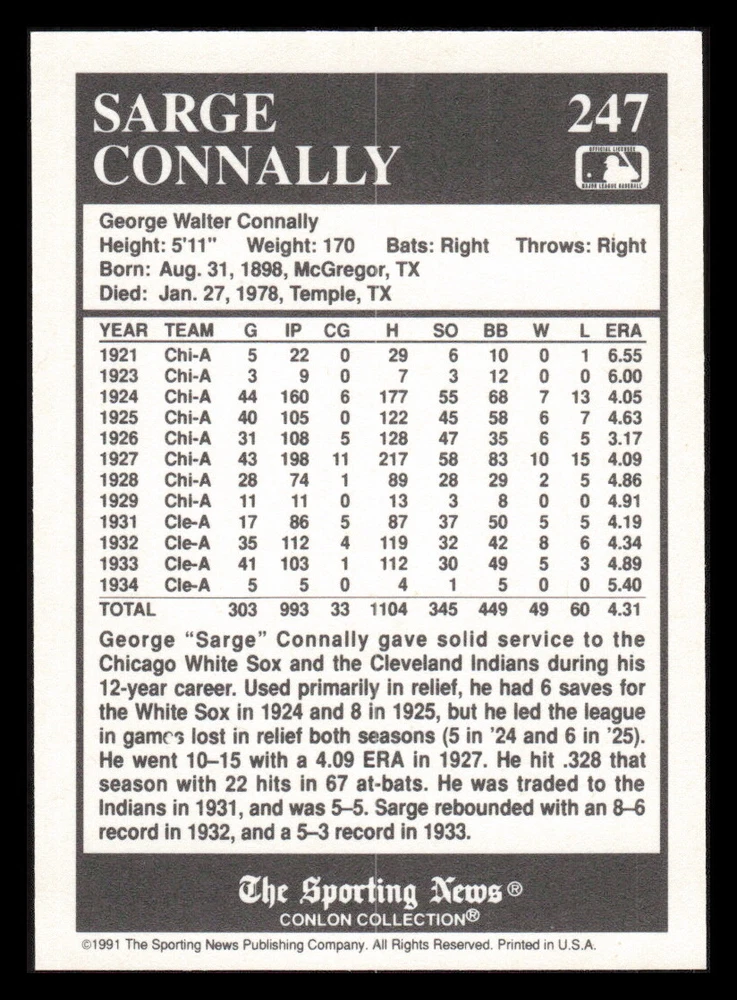 SARGE
CONNALLY
247
OFFICIAL LICENSEE
MAJOR LEAGUE BASEBALL
George Walter Connally
Height: 5'11" Weight: 170 Bats: Right Throws: Right
Born: Aug. 31, 1898, McGregor, TX
Died: Jan. 27, 1978, Temple, TX
YEAR TEAM G IP CG H SO BB W L ERA
1921 Chi-A 5 22 0 29 6 10 0 1 6.55
1923 Chi-A 3 9 0 7 3 12 0 0 6.00
1924 Chi-A 44 160 6 177 55 68 7 13 4.05
1925 Chi-A 40 105 0 122 45 58 6 7 4.63
1926 Chi-A 31 108 5 128 47 35 6 5 3.17
1927 Chi-A 43 198 11 217 58 83 10 15 4.09
1928 Chi-A 28 74 1 89 28 29 2 5 4.86
1929 Chi-A 11 11 0 13 3 8 0 0 4.91
1931 Cle-A 17 86 5 87 37 50 5 5 4.19
1932 Cle-A 35 112 4 119 32 42 8 6 4.34
1933 Cle-A 41 103 1 112 30 49 5 3 4.89
1934 Cle-A 5 5 0 4 1 5 0 0 5.40
TOTAL 303 993 33 1104 345 449 49 60 4.31
George “Sarge” Connally gave solid service to the
Chicago White Sox and the Cleveland Indians during his
12-year career. Used primarily in relief, he had 6 saves for
the White Sox in 1924 and 8 in 1925, but he led the league
in games lost in relief both seasons (5 in ’24 and 6 in ’25).
He went 10–15 with a 4.09 ERA in 1927. He hit .328 that
season with 22 hits in 67 at-bats. He was traded to the
Indians in 1931, and was 5–5. Sarge rebounded with an 8–6
record in 1932, and a 5–3 record in 1933.
The Sporting News®
CONLON COLLECTION®
©1991 The Sporting News Publishing Company. All Rights Reserved. Printed in U.S.A.